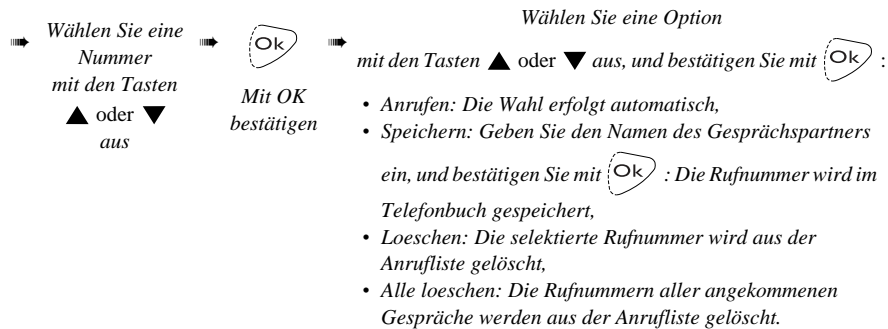 Wählen Sie eine
Nummer
mit den Tasten
▲ oder ▼
aus
Ok
Mit OK
bestätigen
Wählen Sie eine Option
mit den Tasten ▲ oder ▼ aus, und bestätigen Sie mit Ok :
• Anrufen: Die Wahl erfolgt automatisch,
• Speichern: Geben Sie den Namen des Gesprächspartners
ein, und bestätigen Sie mit Ok : Die Rufnummer wird im
Telefonbuch gespeichert,
• Loeschen: Die selektierte Rufnummer wird aus der
Anrufliste gelöscht,
• Alle loeschen: Die Rufnummern aller angekommenen
Gespräche werden aus der Anrufliste gelöscht.